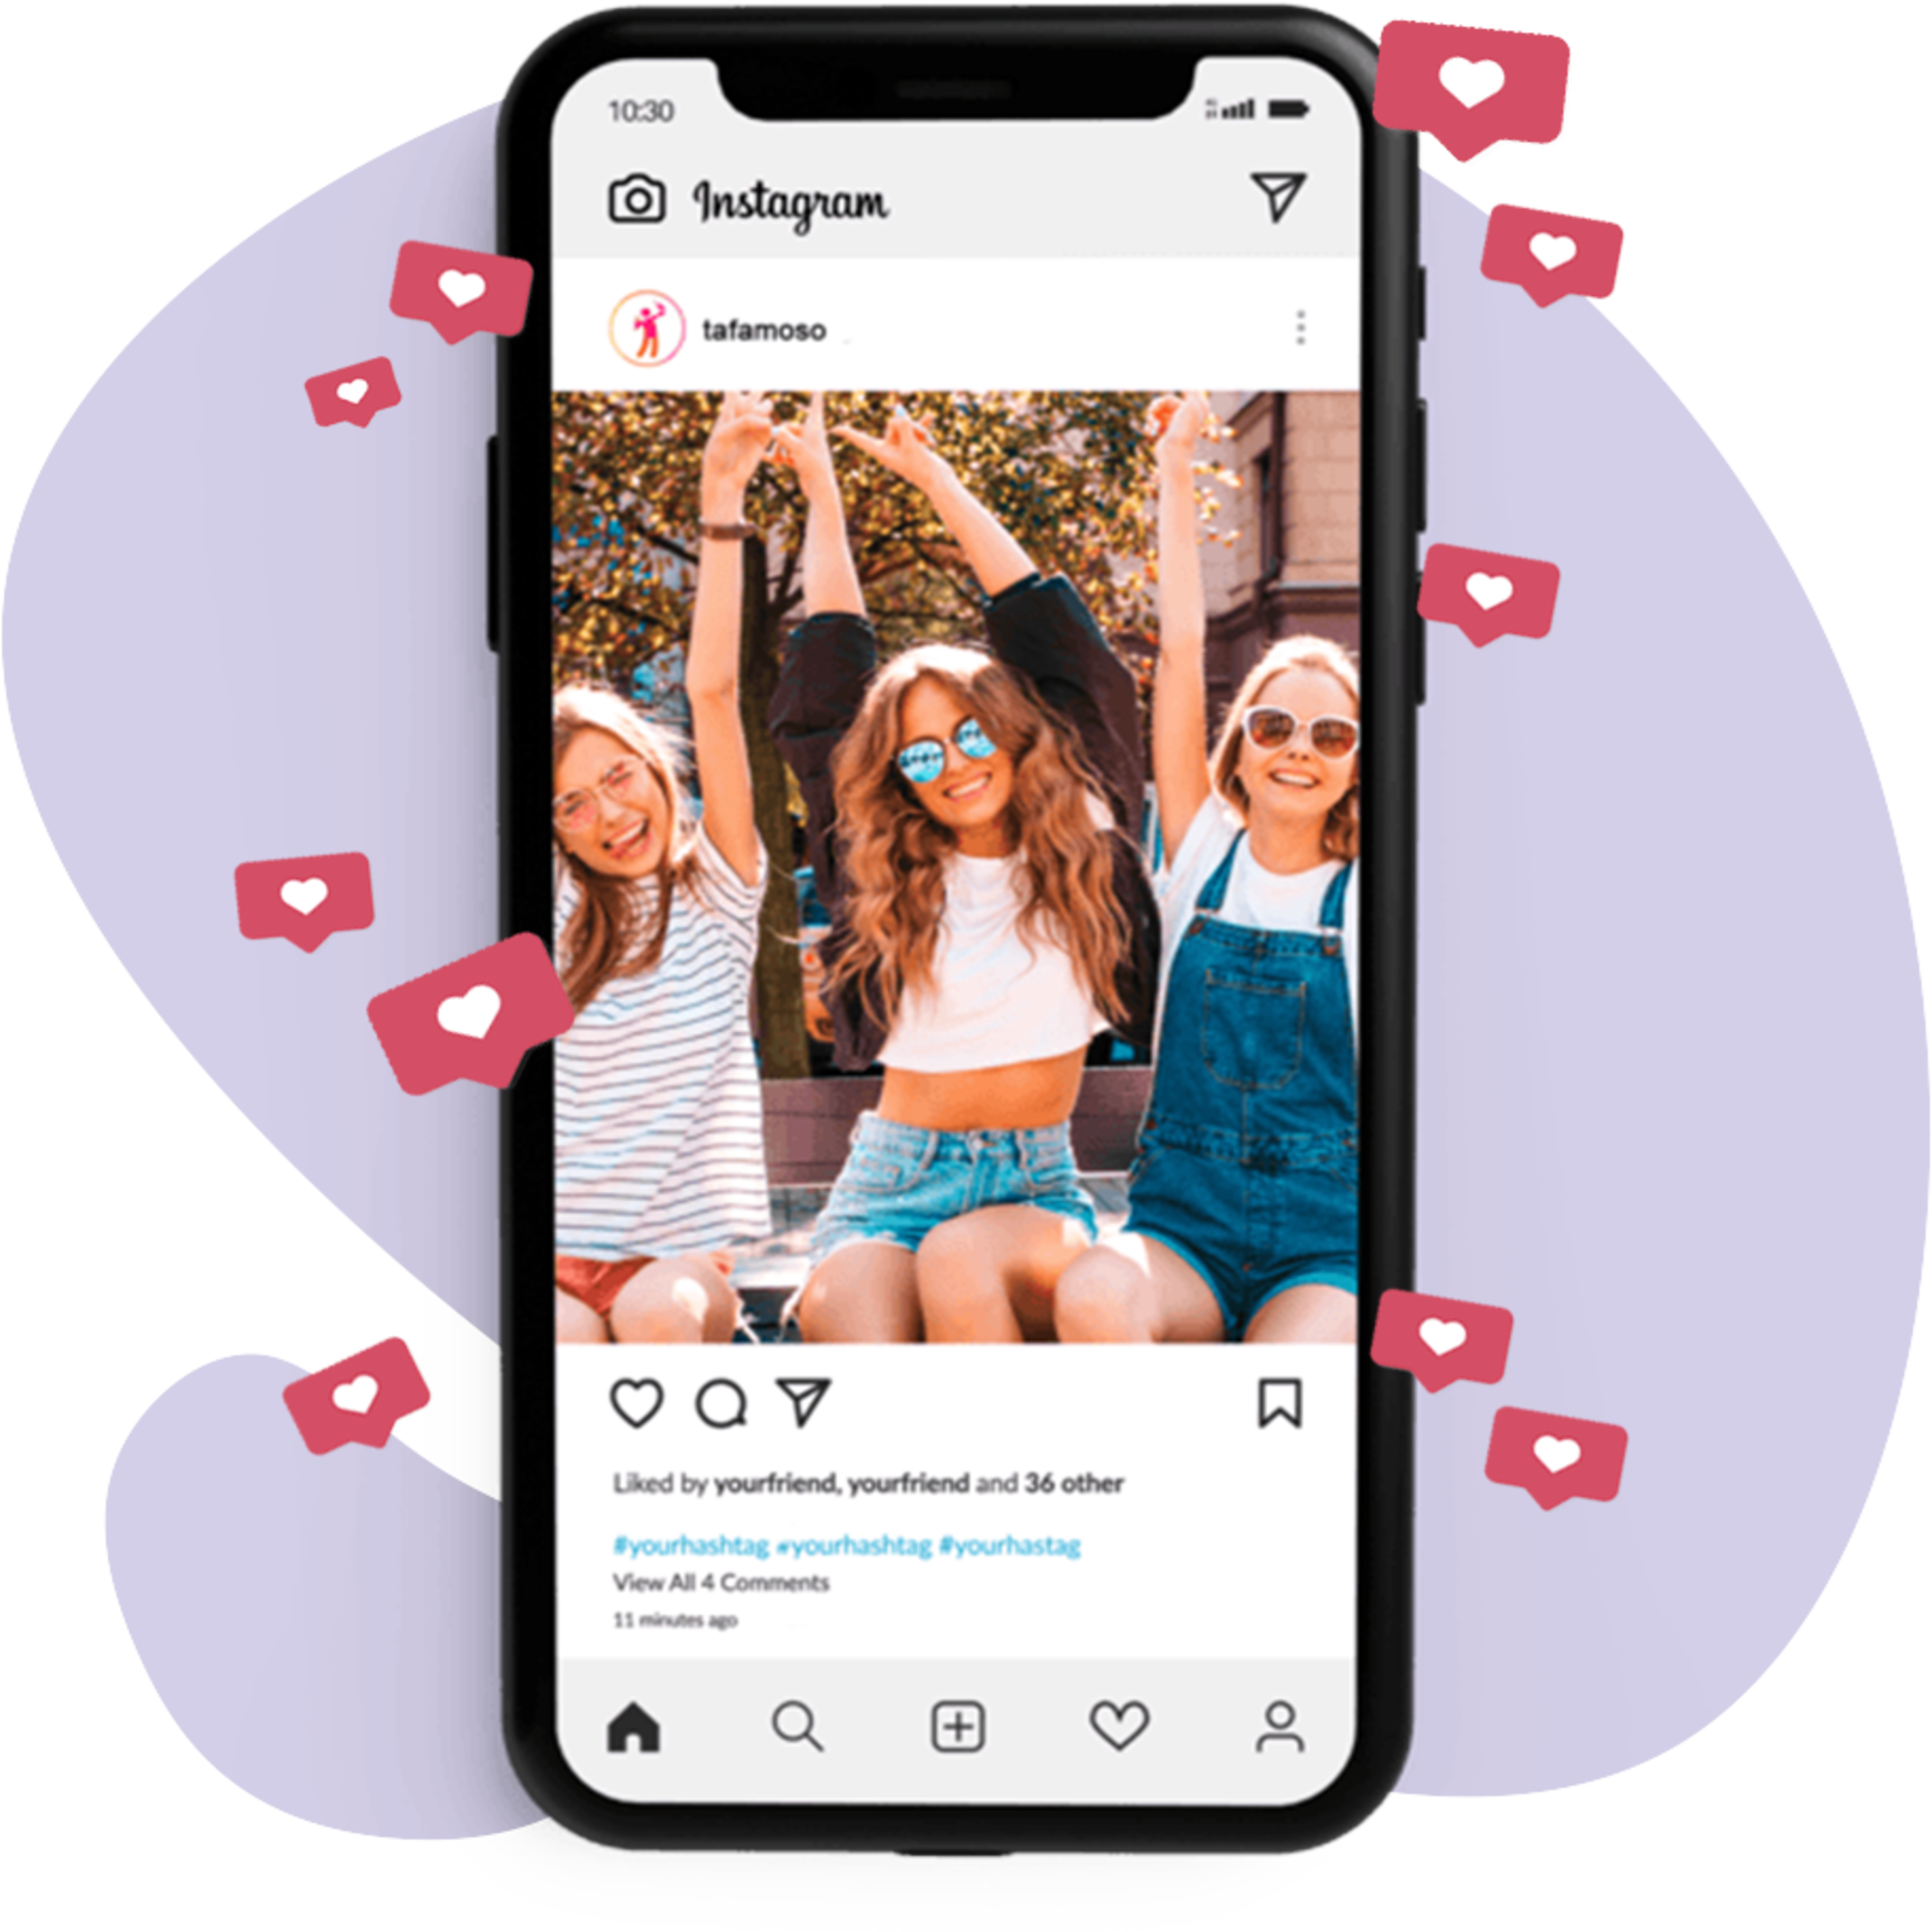 10:30
Instagram
tafamoso
Liked by yourfriend, yourfriend and 36 other
#yourhashtag #yourhashtag #yourhastag
View All 4 Comments
11 minutes ago